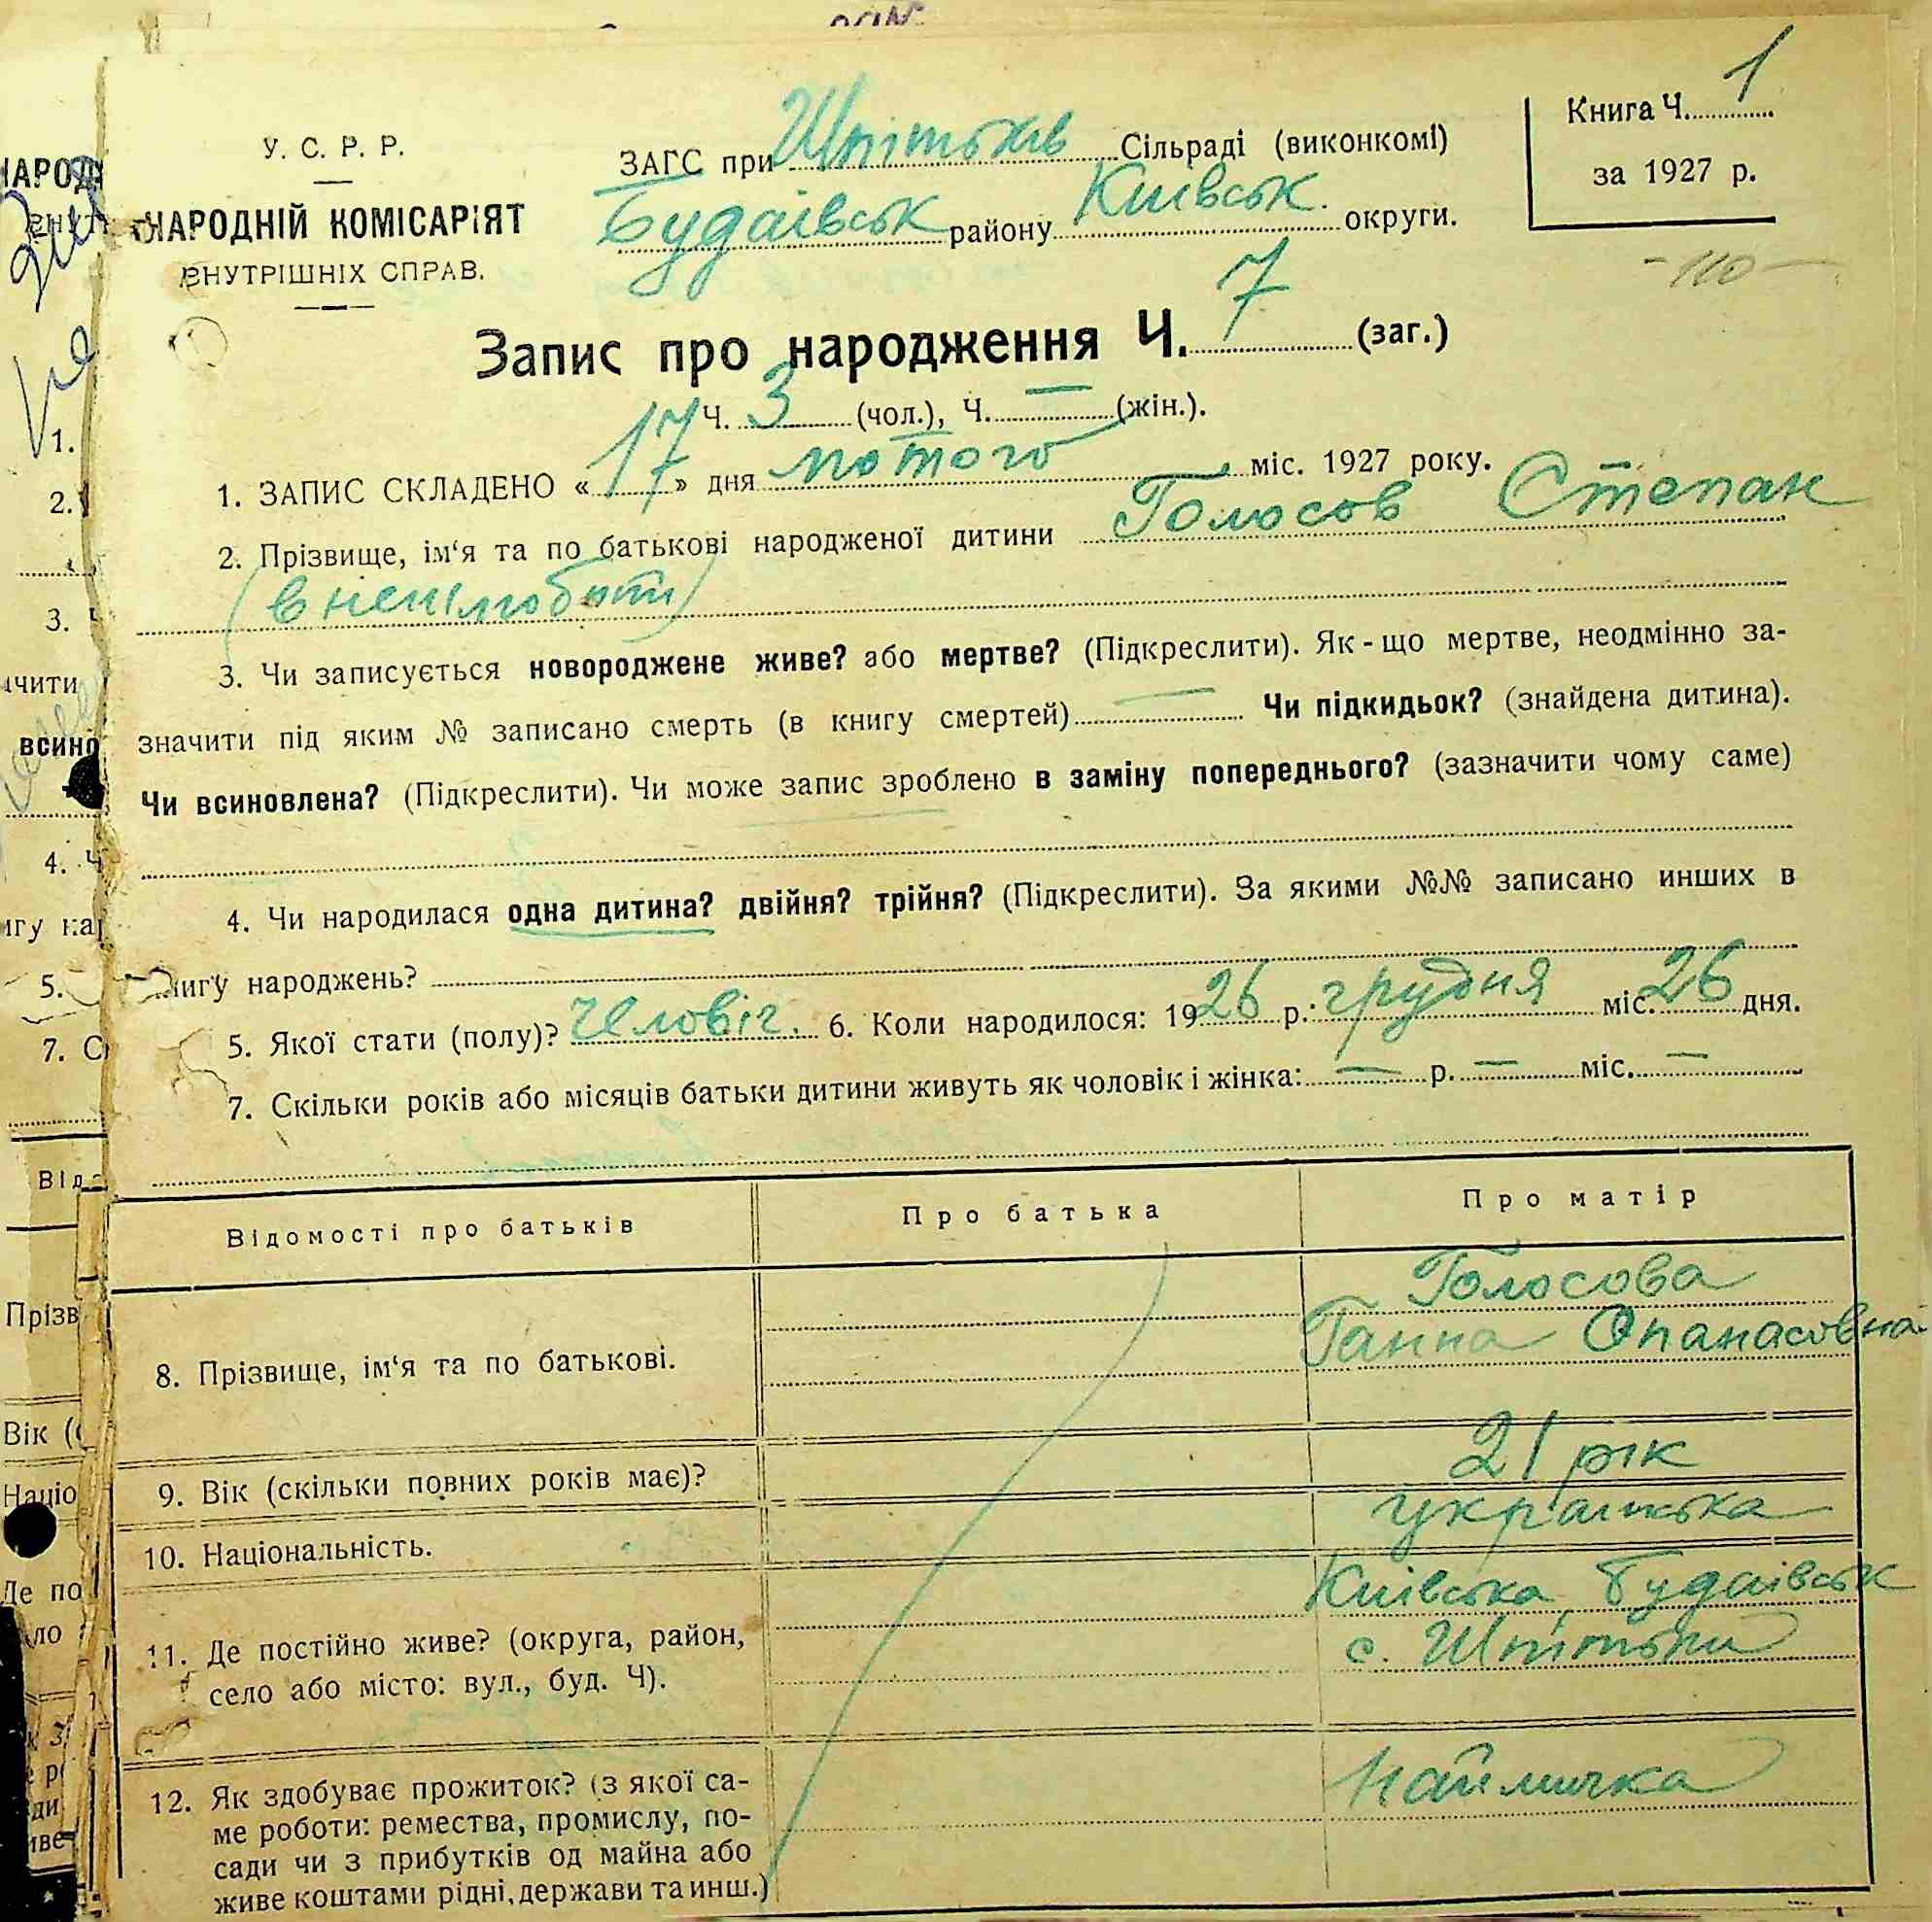 Книга Ч. 1
за 1927 р.
У. С. Р. Р.
НАРОДНІЙ КОМІСАРІЯТ
ВНУТРІШНІХ СПРАВ.
ЗАГС при Шпітьків Сільраді (виконкомі)
Будаівськ району Київськ округи.
- 110 -
Запис про народження Ч. 7 (заг.)
Ч. 3 (чол.), Ч. — (жін.).
1. ЗАПИС СКЛАДЕНО « 17 » дня лютого міс. 1927 року.
2. Прізвище, ім‘я та по батькові народженої дитини Голосов Степан
3. Чи записується новороджене живе? або мертве? (Підкреслити). Як-що мертве, неодмінно за-
значити під яким № записано смерть (в книгу смертей) — Чи підкидьок? (знайдена дитина).
Чи всиновлена? (Підкреслити). Чи може запис зроблено в заміну попереднього? (зазначити чому саме)
4. Чи народилася одна дитина? двійня? трійня? (Підкреслити). За якими №№ записано инших в
книгу народжень?
5. Якої стати (полу)? Человіч. 6. Коли народилося: 1926 р. грудня міс. 26 дня.
7. Скільки років або місяців батьки дитини живуть як чоловік і жінка: — р. — міс. —
Відомості про батьків Про батька Про матір
8. Прізвище, ім‘я та по батькові. Голосова
Ганна Опанасовна
9. Вік (скільки повних років має)? 21 рік
10. Національність. українська
11. Де постійно живе? (округа, район, Київська Будаівськ
село або місто: вул., буд. Ч). с. Шпітьки
12. Як здобуває прожиток? (з якої са- наймичка
ме роботи: ремества, промислу, по-
сади чи з прибутків од майна або
живе коштами рідні, держави та инш.)